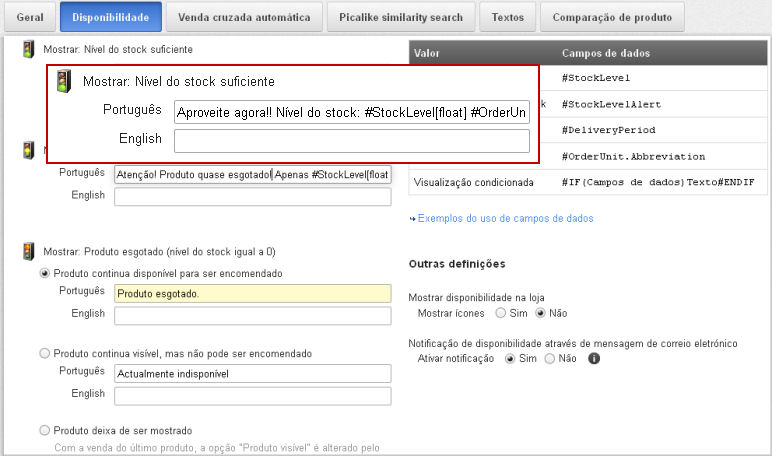 Geral
Disponibilidade
Venda cruzada automática
Picalike similarity search
Textos
Comparação de produto
Mostrar: Nível do stock suficiente
Mostrar: Nível do stock suficiente
Português
Aproveite agora!! Nível do stock: #StockLevel[float] #OrderUn
English
Português
Atenção! Produto quase esgotado! Apenas #StockLevel[float
English
Mostrar: Produto esgotado (nível do stock igual a 0)
Produto continua disponível para ser encomendado
Português
Produto esgotado.
English
Produto continua visível, mas não pode ser encomendado
Português
Actualmente indisponível
English
Produto deixa de ser mostrado
Com a venda do último produto, a opção "Produto visível" é alterado pelo
Valor
Campos de dados
#StockLevel
#StockLevelAlert
#DeliveryPeriod
#OrderUnit.Abbreviation
Visualização condicionada
#IF(Campos de dados)Texto#ENDIF
Exemplos do uso de campos de dados
Outras definições
Mostrar disponibilidade na loja
Mostrar ícones Sim Não
Notificação de disponibilidade através de mensagem de correio eletrónico
Ativar notificação Sim Não